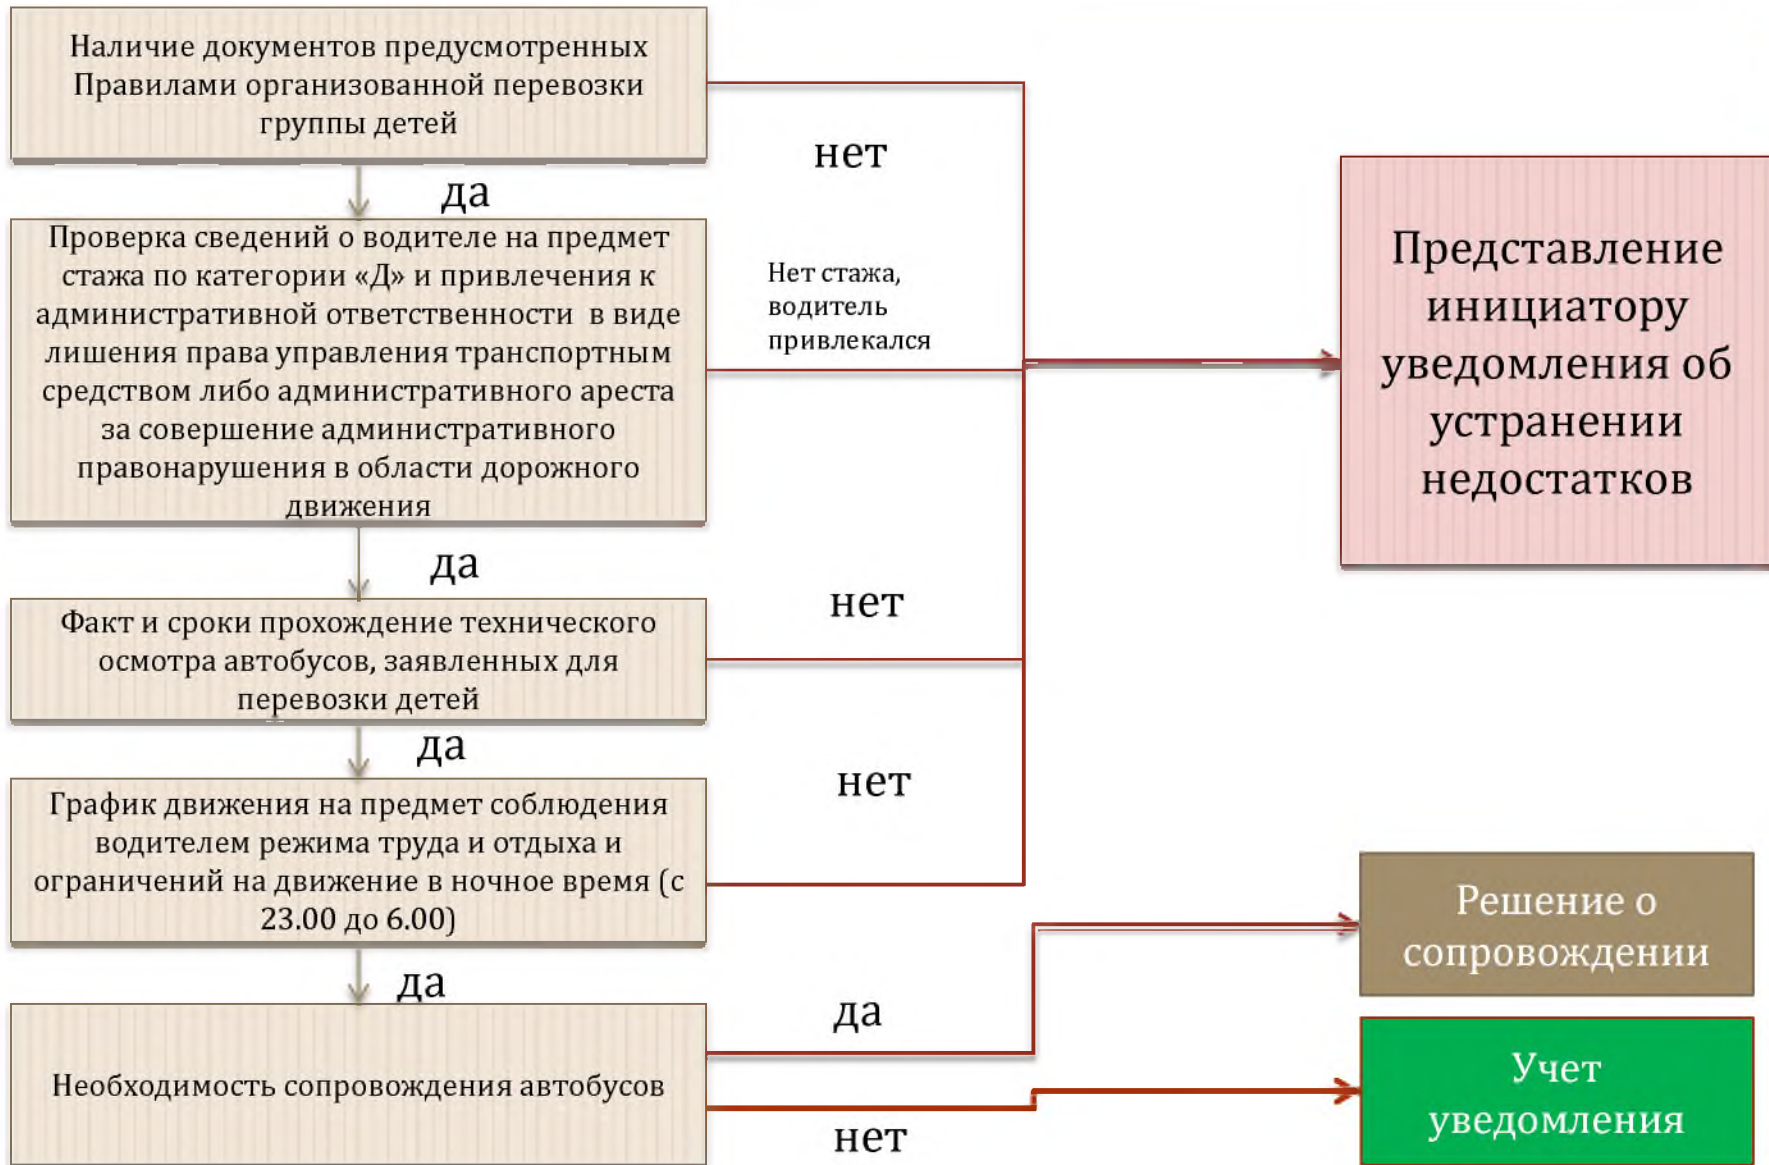 Наличие документов предусмотренных
Правилами организованной перевозки
группы детей
нет
да
Проверка сведений о водителе на предмет
стажа по категории «Д» и привлечения к
административной ответственности в виде
лишения права управления транспортным
средством либо административного ареста
за совершение административного
правонарушения в области дорожного
движения
Нет стажа,
водитель
привлекался
Представление
инициатору
уведомления об
устранении
недостатков
да
нет
Факт и сроки прохождение технического
осмотра автобусов, заявленных для
перевозки детей
да
нет
График движения на предмет соблюдения
водителем режима труда и отдыха и
ограничений на движение в ночное время (с
23.00 до 6.00)
Решение о
сопровождении
да
да
Необходимость сопровождения автобусов
нет
Учет
уведомления